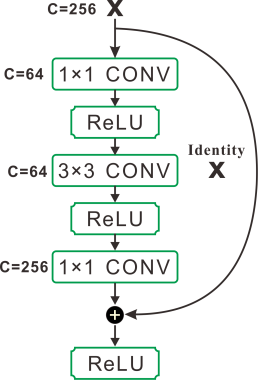 C=256 X
C=64 1×1 CONV
ReLU
Identity
C=64 3×3 CONV X
ReLU
C=256 1×1 CONV
+
ReLU